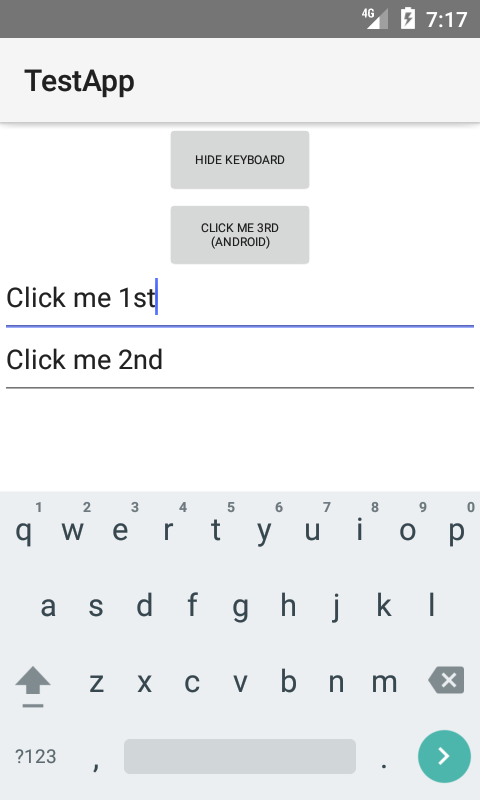 4G 7:17
TestApp
HIDE KEYBOARD
CLICK ME 3RD
(ANDROID)
Click me 1st
Click me 2nd
1 2 3 4 5 6 7 8 9 0
q w e r t y u i o p
a s d f g h j k l
z x c v b n m
?123 , .